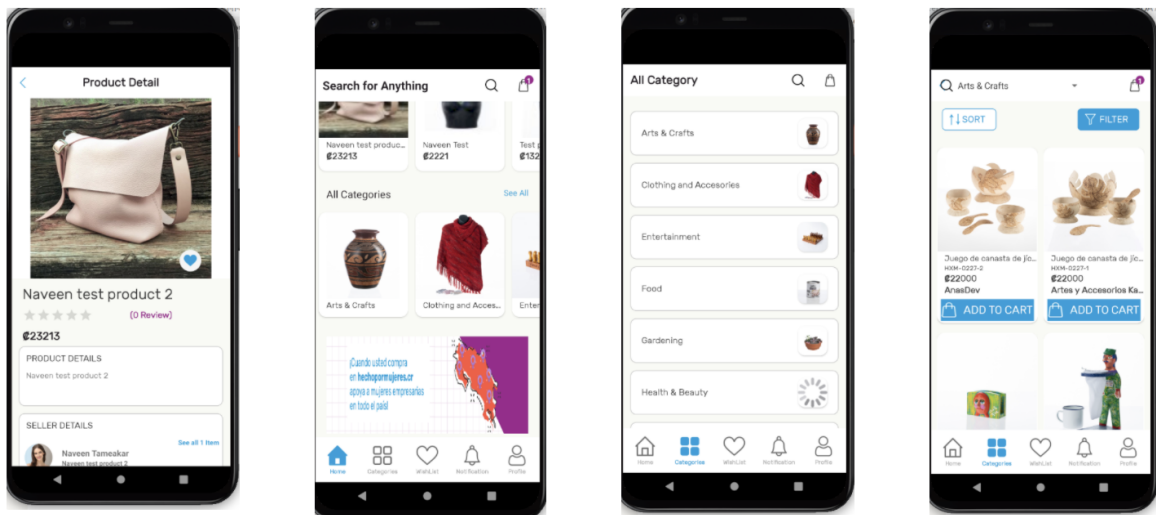 Product Detail
Naveen test product 2
(0 Review)
₡23213
PRODUCT DETAILS
Naveen test product 2
SELLER DETAILS
See all 1 Item
Naveen Tameakar
Naveen test product 2
Search for Anything
1
Naveen test produc...
₡23213
Naveen Test
₡2221
Test p
₡132
All Categories
See All
Arts & Crafts
Clothing and Acces...
Enter
¡Cuando usted compra
en hechopormujeres.cr
apoya a mujeres empresarias
en todo el país!
Home
Categories
WishList
Notification
Profile
All Category
Arts & Crafts
Clothing and Accesories
Entertainment
Food
Gardening
Health & Beauty
Home
Categories
WishList
Notification
Profile
Arts & Crafts
1
SORT
FILTER
Juego de canasta de jíc...
HXM-0227-2
₡22000
AnasDev
ADD TO CART
Juego de canasta de jíc...
HXM-0227-1
₡22000
Artes y Accesorios Ka...
ADD TO CART
Home
Categories
WishList
Notification
Profile